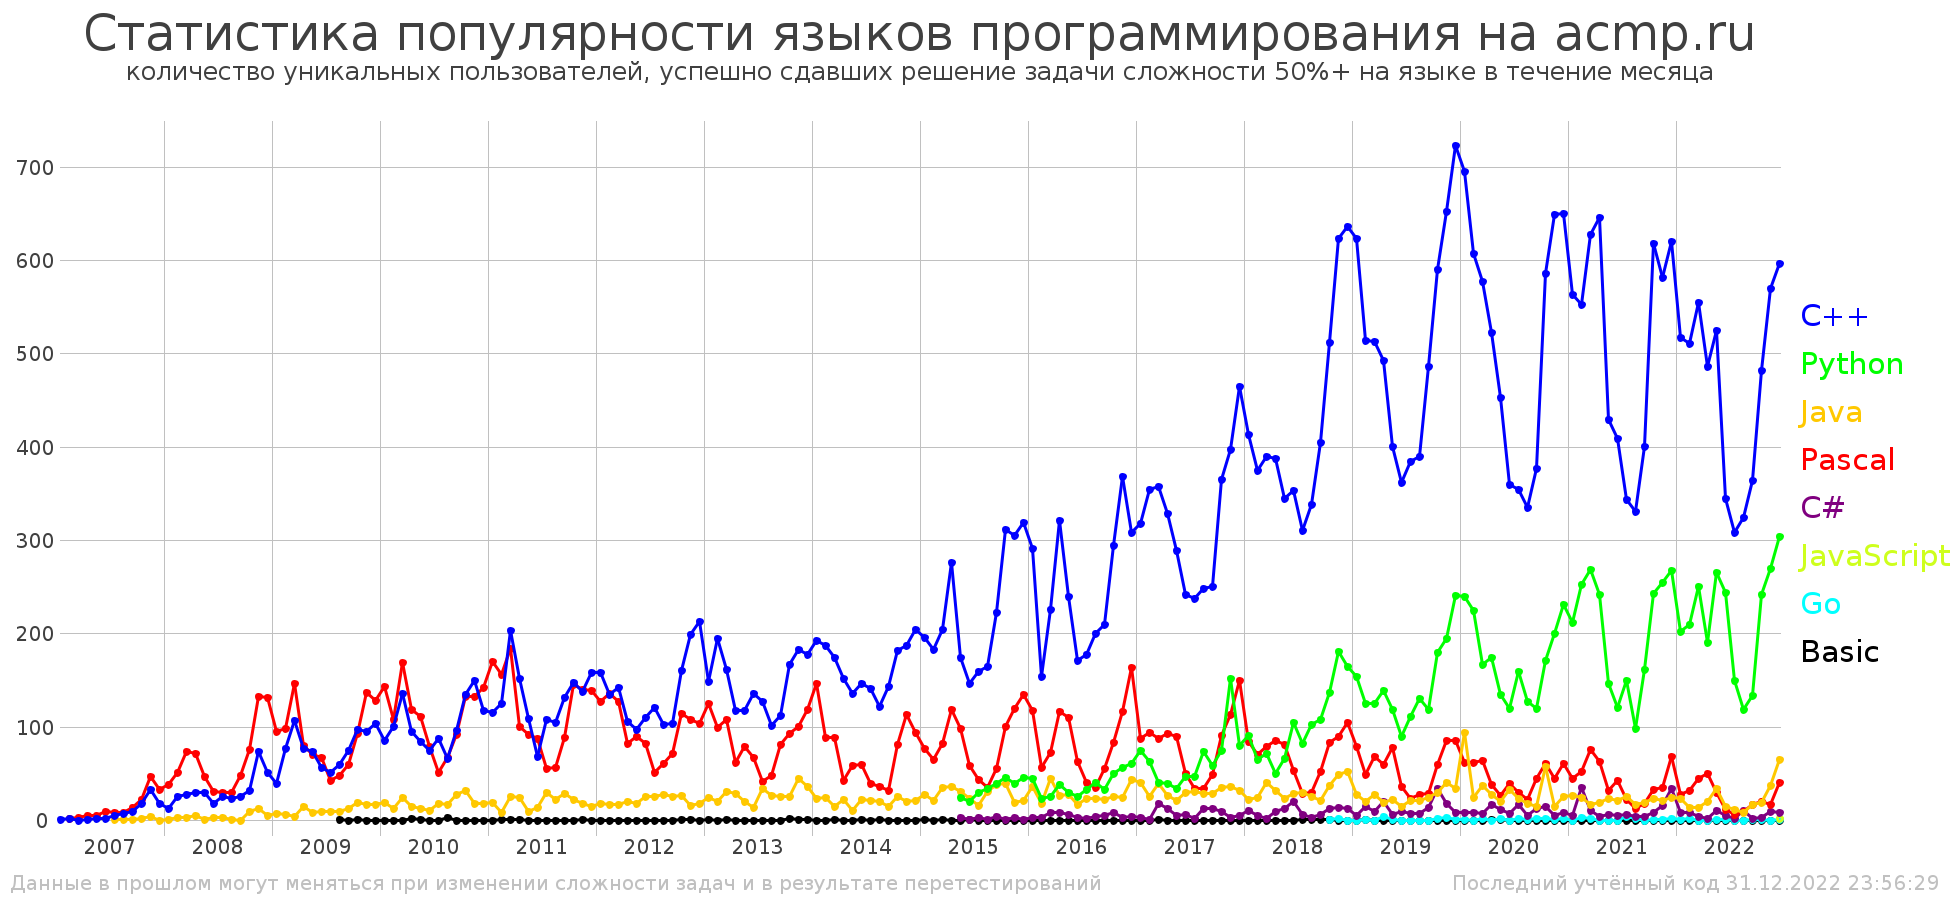 Статистика популярности языков программирования на acmp.ru
количество уникальных пользователей, успешно сдавших решение задачи сложности 50%+ на языке в течение месяца
700
600
500
400
300
200
100
0
C++
Python
Java
Pascal
C#
JavaScript
Go
Basic
2007 2008 2009 2010 2011 2012 2013 2014 2015 2016 2017 2018 2019 2020 2021 2022
Данные в прошлом могут меняться при изменении сложности задач и в результате перетестирований
Последний учтённый код 31.12.2022 23:56:29